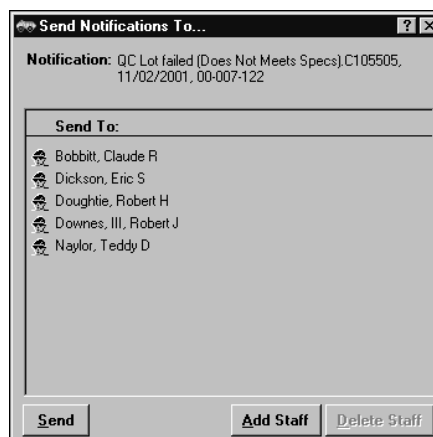 Send Notifications To...
Notification: QC Lot failed (Does Not Meets Specs).C105505,
11/02/2001, 00-007-122
Send To:
Bobbitt, Claude R
Dickson, Eric S
Doughtie, Robert H
Downes, III, Robert J
Naylor, Teddy D
Send Add Staff Delete Staff